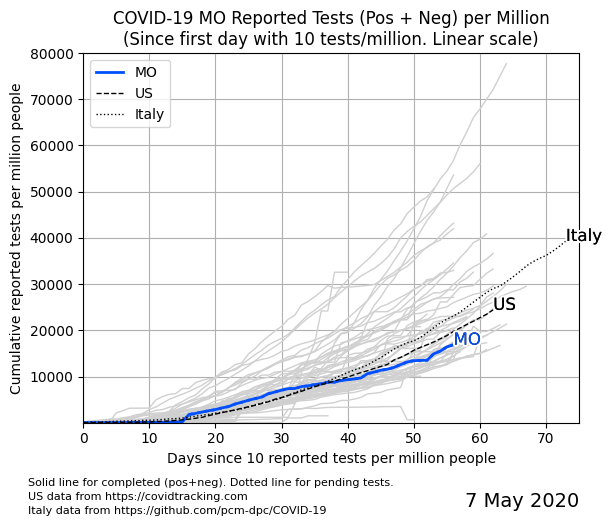 COVID-19 MO Reported Tests (Pos + Neg) per Million
(Since first day with 10 tests/million. Linear scale)
Cumulative reported tests per million people
80000
70000
60000
50000
40000
30000
20000
10000
MO
US
Italy
Italy
US
MO
0 10 20 30 40 50 60 70
Days since 10 reported tests per million people
Solid line for completed (pos+neg). Dotted line for pending tests.
US data from https://covidtracking.com
Italy data from https://github.com/pcm-dpc/COVID-19
7 May 2020